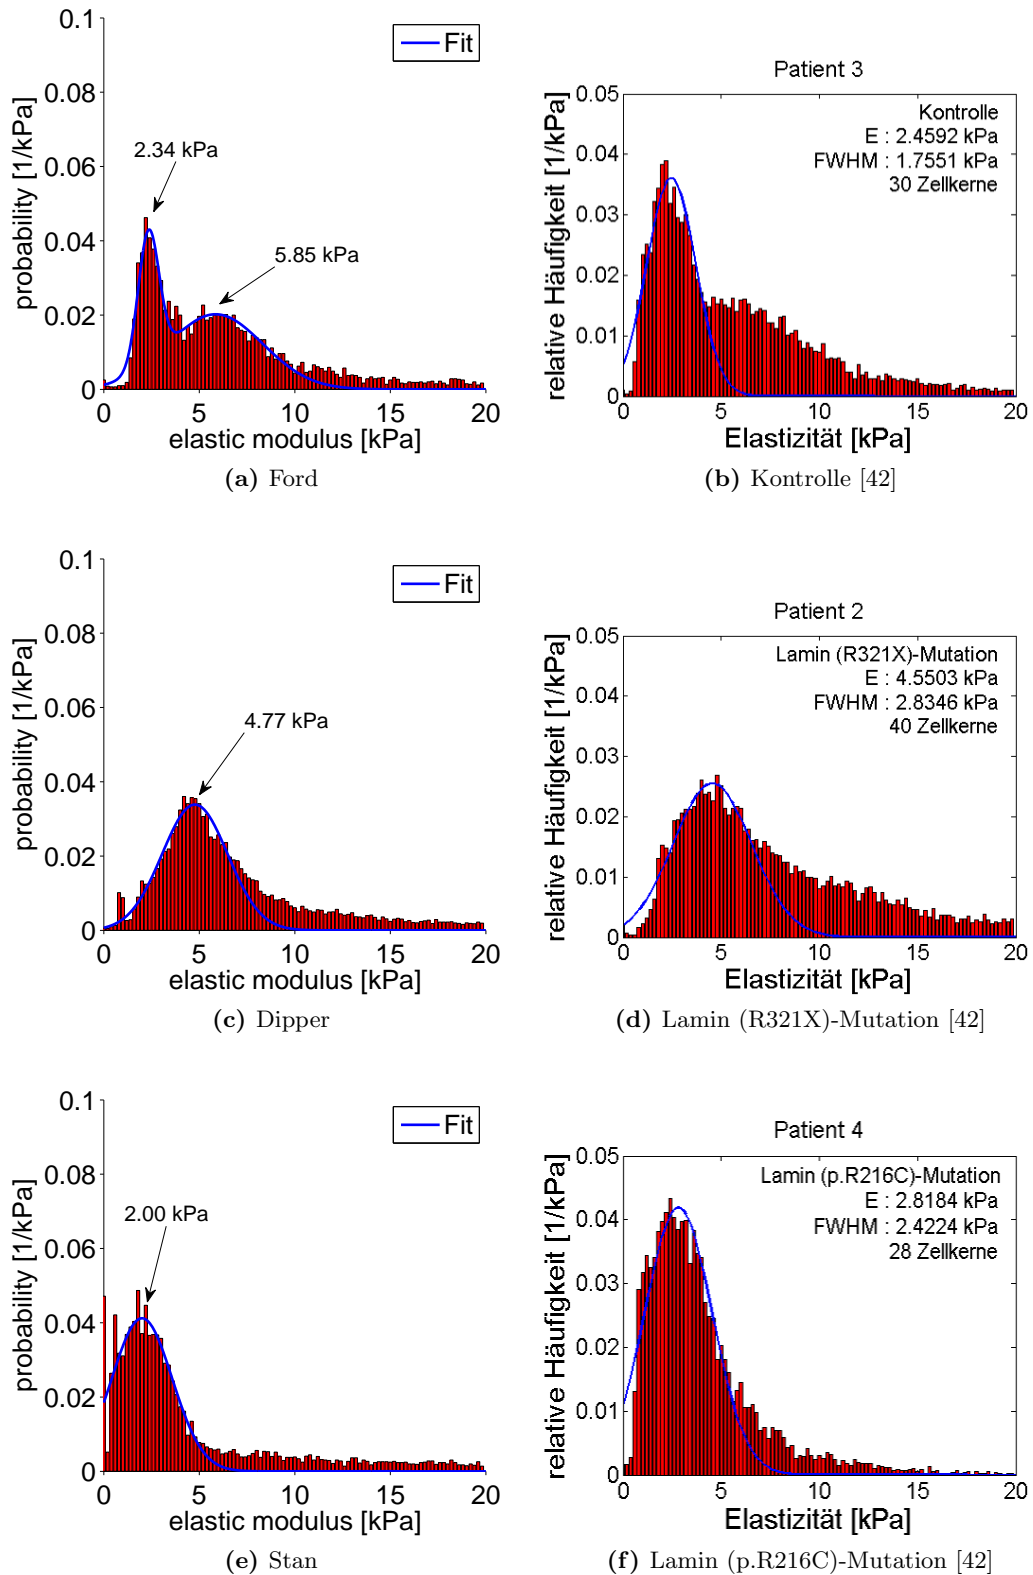 0.1
0.08
0.06
0.04
0.02
0
probability [1/kPa]
Fit
2.34 kPa
5.85 kPa
0 5 10 15 20
elastic modulus [kPa]
(a) Ford
Patient 3
0.05
0.04
0.03
0.02
0.01
0
relative Häufigkeit [1/kPa]
Kontrolle
E : 2.4592 kPa
FWHM : 1.7551 kPa
30 Zellkerne
0 5 10 15 20
Elastizität [kPa]
(b) Kontrolle [42]
0.1
0.08
0.06
0.04
0.02
0
probability [1/kPa]
Fit
4.77 kPa
0 5 10 15 20
elastic modulus [kPa]
(c) Dipper
Patient 2
0.05
0.04
0.03
0.02
0.01
0
relative Häufigkeit [1/kPa]
Lamin (R321X)-Mutation
E : 4.5503 kPa
FWHM : 2.8346 kPa
40 Zellkerne
0 5 10 15 20
Elastizität [kPa]
(d) Lamin (R321X)-Mutation [42]
0.1
0.08
0.06
0.04
0.02
0
probability [1/kPa]
Fit
2.00 kPa
0 5 10 15 20
elastic modulus [kPa]
(e) Stan
Patient 4
0.05
0.04
0.03
0.02
0.01
0
relative Häufigkeit [1/kPa]
Lamin (p.R216C)-Mutation
E : 2.8184 kPa
FWHM : 2.4224 kPa
28 Zellkerne
0 5 10 15 20
Elastizität [kPa]
(f) Lamin (p.R216C)-Mutation [42]